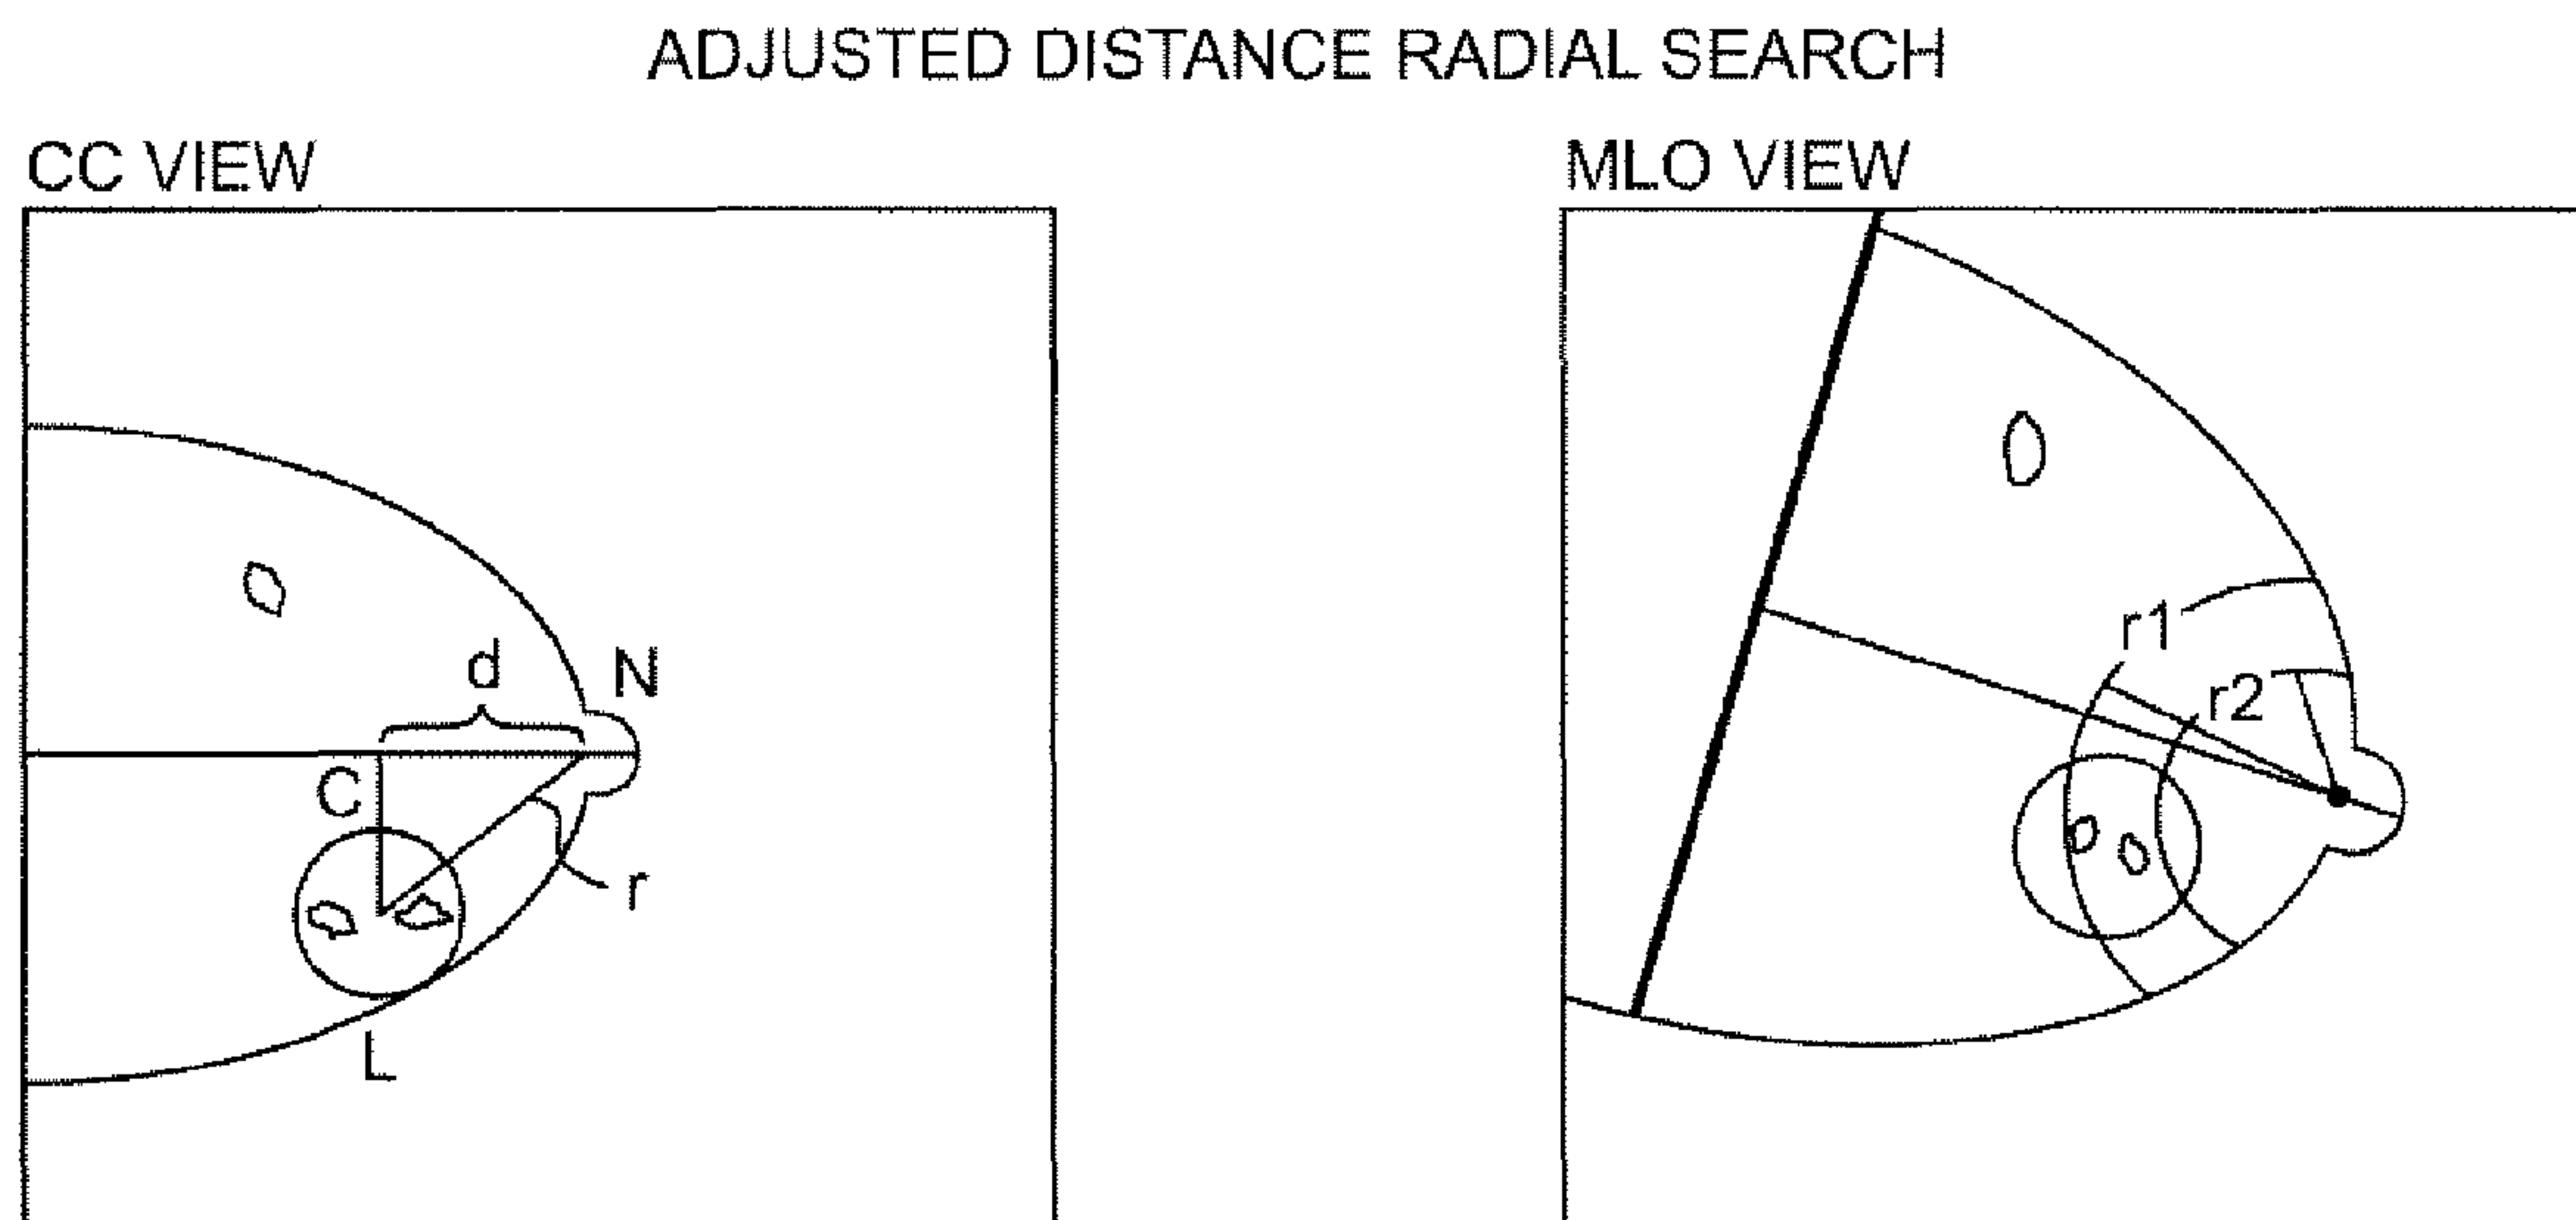 ADJUSTED DISTANCE RADIAL SEARCH
CC VIEW
d
N
C
r
L
MLO VIEW
r1
r2